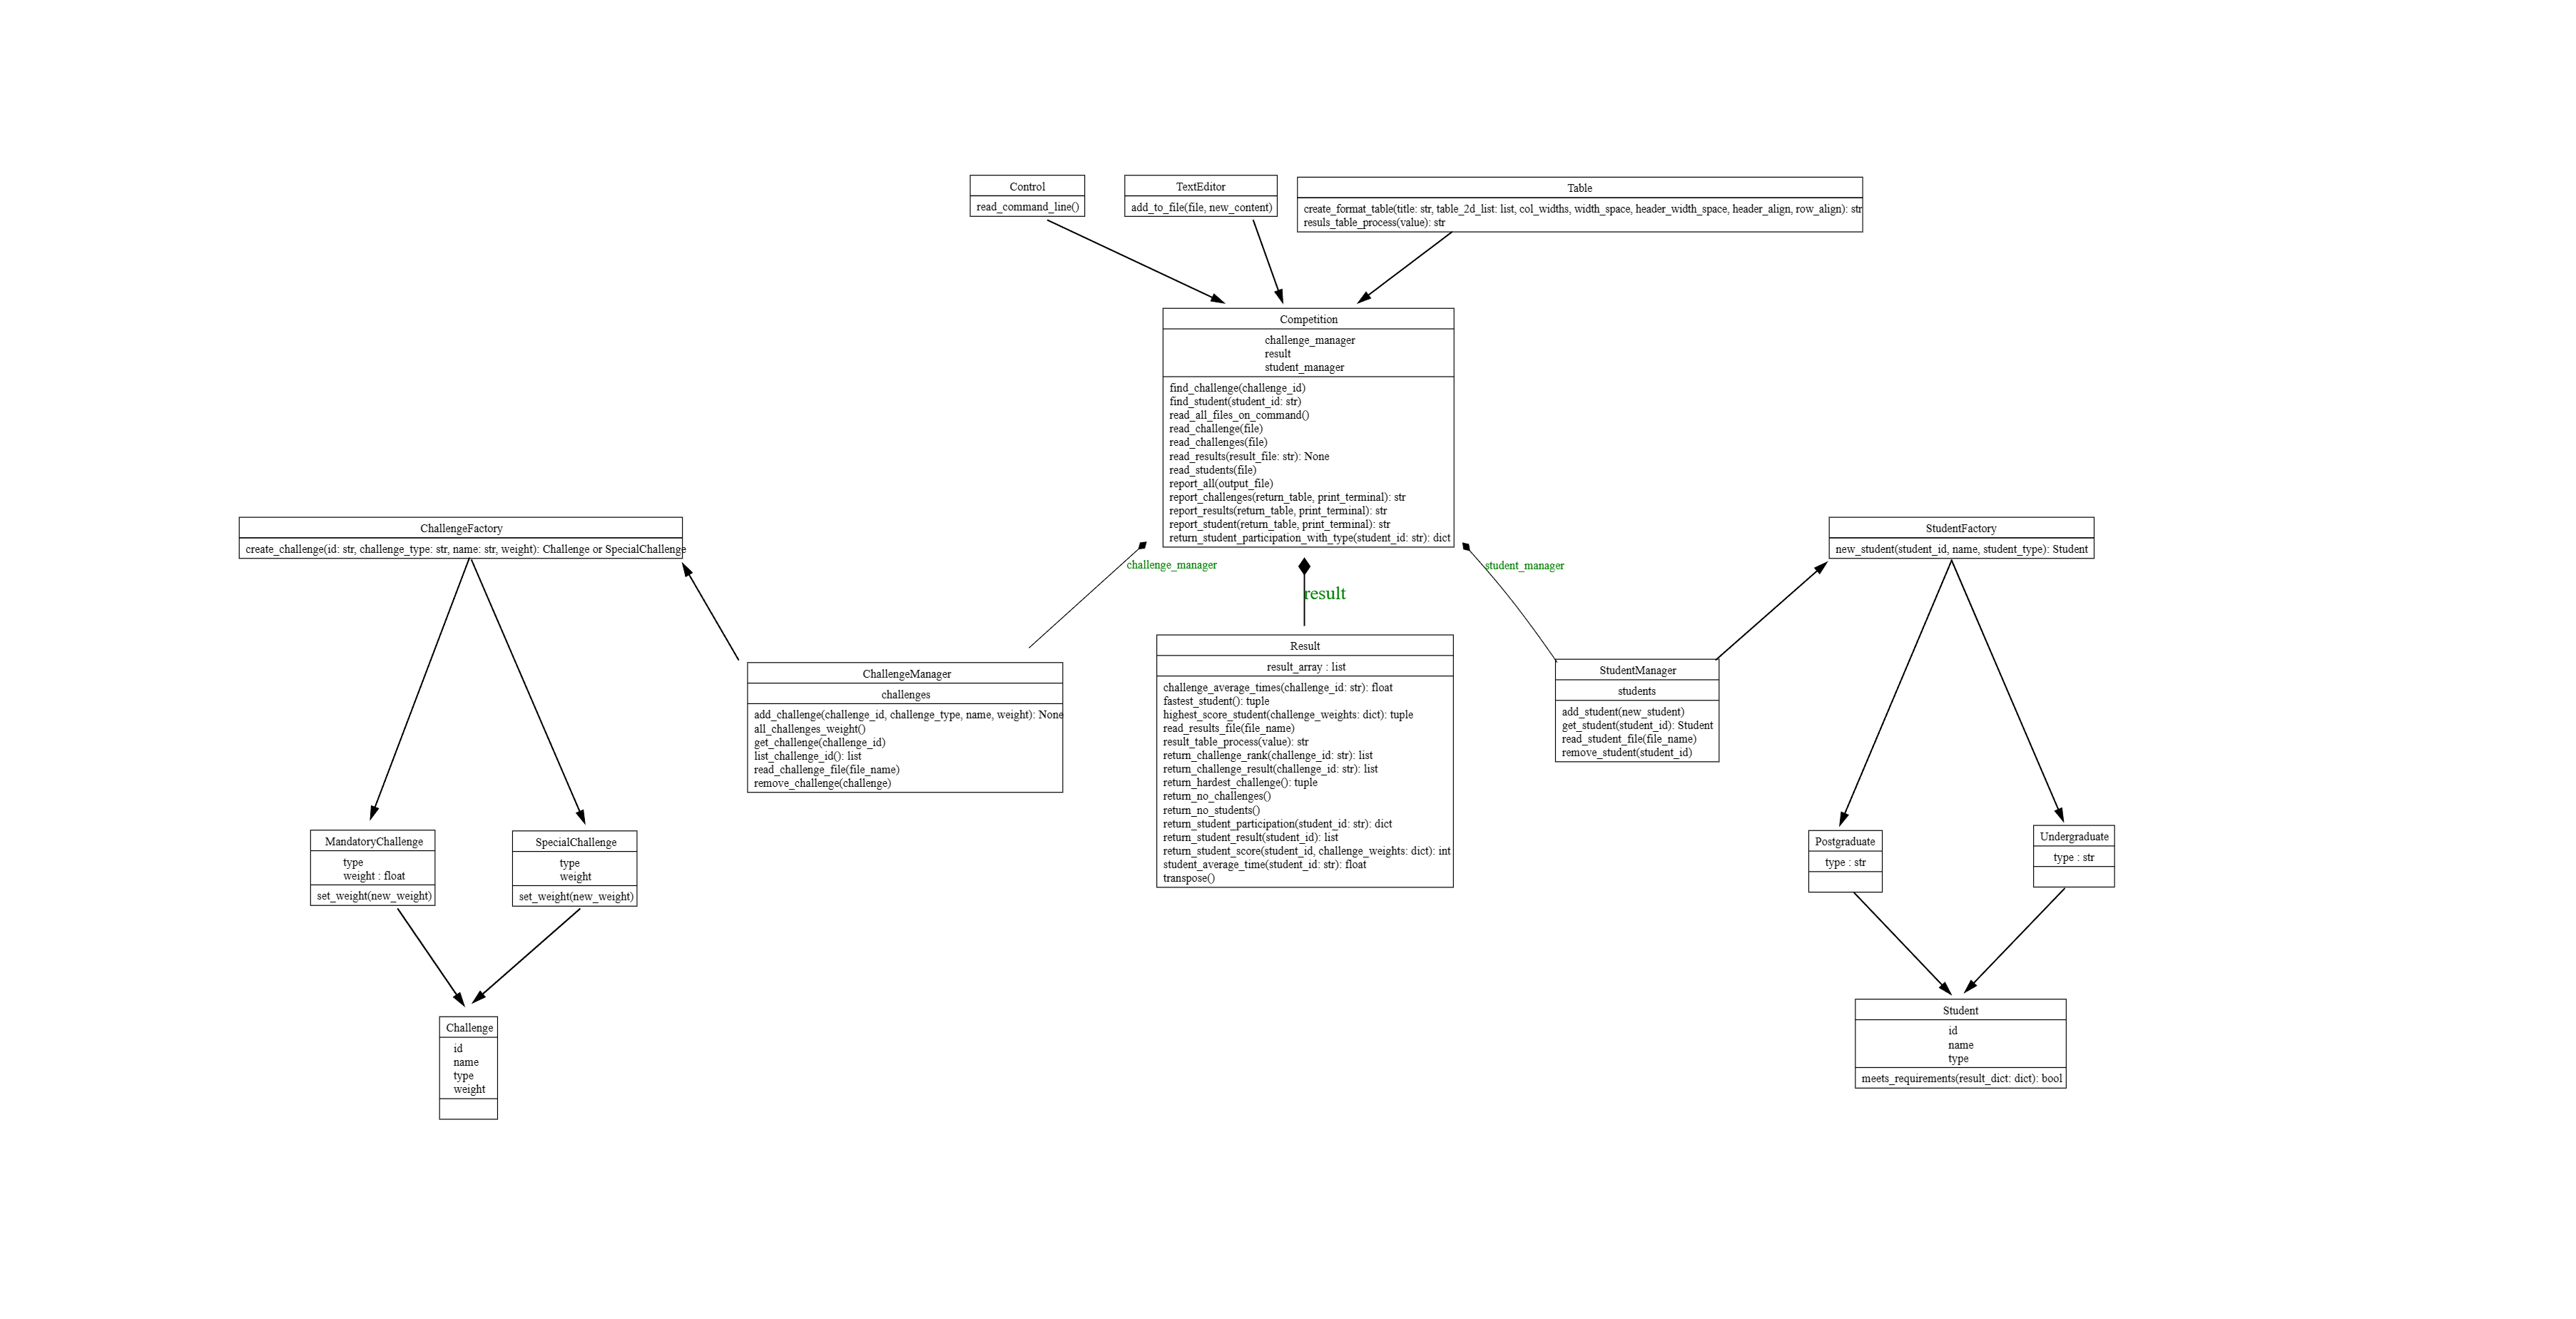 Control
read_command_line()
TextEditor
add_to_file(file, new_content)
Table
create_format_table(title: str, table_2d_list: list, col_widths, width_space, header_width_space, header_align, row_align): str
resuls_table_process(value): str
Competition
challenge_manager
result
student_manager
find_challenge(challenge_id)
find_student(student_id: str)
read_all_files_on_command()
read_challenge(file)
read_challenges(file)
read_results(result_file: str): None
read_students(file)
report_all(output_file)
report_challenges(return_table, print_terminal): str
report_results(return_table, print_terminal): str
report_student(return_table, print_terminal): str
return_student_participation_with_type(student_id: str): dict
challenge_manager
result
student_manager
ChallengeFactory
create_challenge(id: str, challenge_type: str, name: str, weight): Challenge or SpecialChallenge
StudentFactory
new_student(student_id, name, student_type): Student
ChallengeManager
challenges
add_challenge(challenge_id, challenge_type, name, weight): None
all_challenges_weight()
get_challenge(challenge_id)
list_challenge_id(): list
read_challenge_file(file_name)
remove_challenge(challenge)
Result
result_array : list
challenge_average_times(challenge_id: str): float
fastest_student(): tuple
highest_score_student(challenge_weights: dict): tuple
read_results_file(file_name)
result_table_process(value): str
return_challenge_rank(challenge_id: str): list
return_challenge_result(challenge_id: str): list
return_hardest_challenge(): tuple
return_no_challenges()
return_no_students()
return_student_participation(student_id: str): dict
return_student_result(student_id): list
return_student_score(student_id, challenge_weights: dict): int
student_average_time(student_id: str): float
transpose()
StudentManager
students
add_student(new_student)
get_student(student_id): Student
read_student_file(file_name)
remove_student(student_id)
MandatoryChallenge
type
weight : float
set_weight(new_weight)
SpecialChallenge
type
weight
set_weight(new_weight)
Postgraduate
type : str
Undergraduate
type : str
Challenge
id
name
type
weight
Student
id
name
type
meets_requirements(result_dict: dict): bool